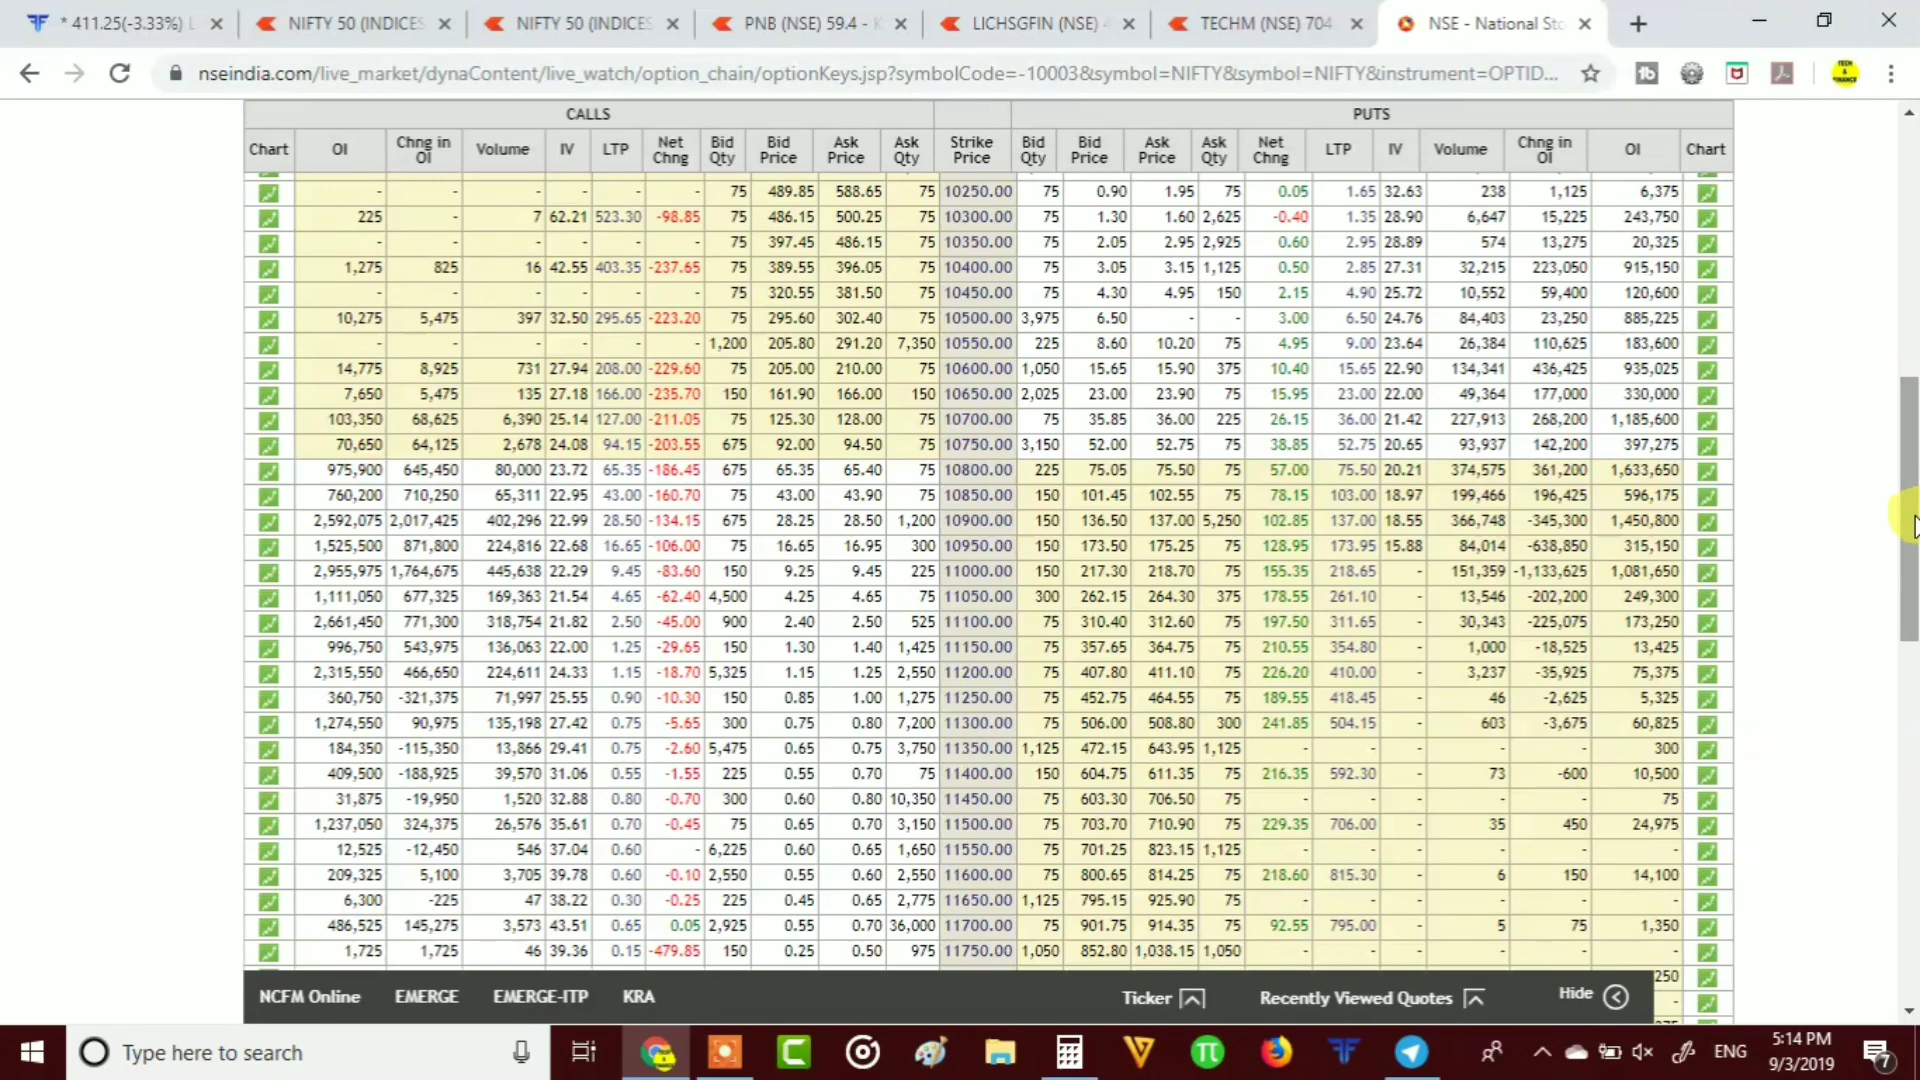 * 411.25(-3.33%)
NIFTY 50 (INDICES
NIFTY 50 (INDICES
PNB (NSE) 59.4 -
LICHSGFIN (NSE)
TECHM (NSE) 704
NSE - National Sto
nseindia.com/live_market/dynaContent/live_watch/option_chain/optionKeys.jsp?symbolCode=-10003&symbol=NIFTY&symbol=NIFTY&instrument=OPTID...
CALLS PUTS
Chart OI Chng in OI Volume IV LTP Net Chng Bid Qty Bid Price Ask Price Ask Qty Strike Price Bid Qty Bid Price Ask Price Ask Qty Net Chng LTP IV Volume Chng in OI OI Chart
- - - - - - 75 489.85 588.65 75 10250.00 75 0.90 1.95 75 0.05 1.65 32.63 238 1,125 6,375
225 - 7 62.21 523.30 -98.85 75 486.15 500.25 75 10300.00 75 1.30 1.60 2,625 -0.40 1.35 28.90 6,647 15,225 243,750
- - - - - - 75 397.45 486.15 75 10350.00 75 2.05 2.95 2,925 0.60 2.95 28.89 574 13,275 20,325
1,275 825 16 42.55 403.35 -237.65 75 389.55 396.05 75 10400.00 75 3.05 3.15 1,125 0.50 2.85 27.31 32,215 223,050 915,150
- - - - - - 75 320.55 381.50 75 10450.00 75 4.30 4.95 150 2.15 4.90 25.72 10,552 59,400 120,600
10,275 5,475 397 32.50 295.65 -223.20 75 295.60 302.40 75 10500.00 3,975 6.50 - - 3.00 6.50 24.76 84,403 23,250 885,225
- - - - - - 1,200 205.80 291.20 7,350 10550.00 225 8.60 10.20 75 4.95 9.00 23.64 26,384 110,625 183,600
14,775 8,925 731 27.94 208.00 -229.60 75 205.00 210.00 75 10600.00 1,050 15.65 15.90 375 10.40 15.65 22.90 134,341 436,425 935,025
7,650 5,475 135 27.18 166.00 -235.70 150 161.90 166.00 150 10650.00 2,025 23.00 23.90 75 15.95 23.00 22.00 49,364 177,000 330,000
103,350 68,625 6,390 25.14 127.00 -211.05 75 125.30 128.00 75 10700.00 75 35.85 36.00 225 26.15 36.00 21.42 227,913 268,200 1,185,600
70,650 64,125 2,678 24.08 94.15 -203.55 675 92.00 94.50 75 10750.00 3,150 52.00 52.75 75 38.85 52.75 20.65 93,937 142,200 397,275
975,900 645,450 80,000 23.72 65.35 -186.45 675 65.35 65.40 75 10800.00 225 75.05 75.50 75 57.00 75.50 20.21 374,575 361,200 1,633,650
760,200 710,250 65,311 22.95 43.00 -160.70 75 43.00 43.90 75 10850.00 150 101.45 102.55 75 78.15 103.00 18.97 199,466 196,425 596,175
2,592,075 2,017,425 402,296 22.99 28.50 -134.15 675 28.25 28.50 1,200 10900.00 150 136.50 137.00 5,250 102.85 137.00 18.55 366,748 -345,300 1,450,800
1,525,500 871,800 224,816 22.68 16.65 -106.00 75 16.65 16.95 300 10950.00 150 173.50 175.25 75 128.95 173.95 15.88 84,014 -638,850 315,150
2,955,975 1,764,675 445,638 22.29 9.45 -83.60 150 9.25 9.45 225 11000.00 150 217.30 218.70 75 155.35 218.65 - 151,359 -1,133,625 1,081,650
1,111,050 677,325 169,363 21.54 4.65 -62.40 4,500 4.25 4.65 75 11050.00 300 262.15 264.30 375 178.55 261.10 - 13,546 -202,200 249,300
2,661,450 771,300 318,754 21.82 2.50 -45.00 900 2.40 2.50 525 11100.00 75 310.40 312.60 75 197.50 311.65 - 30,343 -225,075 173,250
996,750 543,975 136,063 22.00 1.25 -29.65 150 1.30 1.40 1,425 11150.00 75 357.65 364.75 75 210.55 354.80 - 1,000 -18,525 13,425
2,315,550 466,650 224,611 24.33 1.15 -18.70 5,325 1.15 1.25 2,550 11200.00 75 407.80 411.10 75 226.20 410.00 - 3,237 -35,925 75,375
360,750 -321,375 71,997 25.55 0.90 -10.30 150 0.85 1.00 1,275 11250.00 75 452.75 464.55 75 189.55 418.45 - 46 -2,625 5,325
1,274,550 90,975 135,198 27.42 0.75 -5.65 300 0.75 0.80 7,200 11300.00 75 506.00 508.80 300 241.85 504.15 - 603 -3,675 60,825
184,350 -115,350 13,866 29.41 0.75 -2.60 5,475 0.65 0.75 3,750 11350.00 1,125 472.15 643.95 1,125 - - - - - 300
409,500 -188,925 39,570 31.06 0.55 -1.55 225 0.55 0.70 75 11400.00 150 604.75 611.35 75 216.35 592.30 - 73 -600 10,500
31,875 -19,950 1,520 32.88 0.80 -0.70 300 0.60 0.80 10,350 11450.00 75 603.30 706.50 75 - - - - - 75
1,237,050 324,375 26,576 35.61 0.70 -0.45 75 0.65 0.70 3,150 11500.00 75 703.70 710.90 75 229.35 706.00 - 35 450 24,975
12,525 -12,450 546 37.04 0.60 - 6,225 0.60 0.65 1,650 11550.00 75 701.25 823.15 1,125 - - - - - -
209,325 5,100 3,705 39.78 0.60 -0.10 2,550 0.55 0.60 2,550 11600.00 75 800.65 814.25 75 218.60 815.30 - 6 150 14,100
6,300 -225 47 38.22 0.30 -0.25 225 0.45 0.65 2,775 11650.00 1,125 795.15 925.90 75 - - - - - -
486,525 145,275 3,573 43.51 0.65 0.05 2,925 0.55 0.70 36,000 11700.00 75 901.75 914.35 75 92.55 795.00 - 5 75 1,350
1,725 1,725 46 39.36 0.15 -479.85 150 0.25 0.50 975 11750.00 1,050 852.80 1,038.15 1,050 - - - - - -
250
-
NCFM Online EMERGE EMERGE-ITP KRA Ticker Recently Viewed Quotes Hide
Type here to search
ENG
5:14 PM
9/3/2019
7